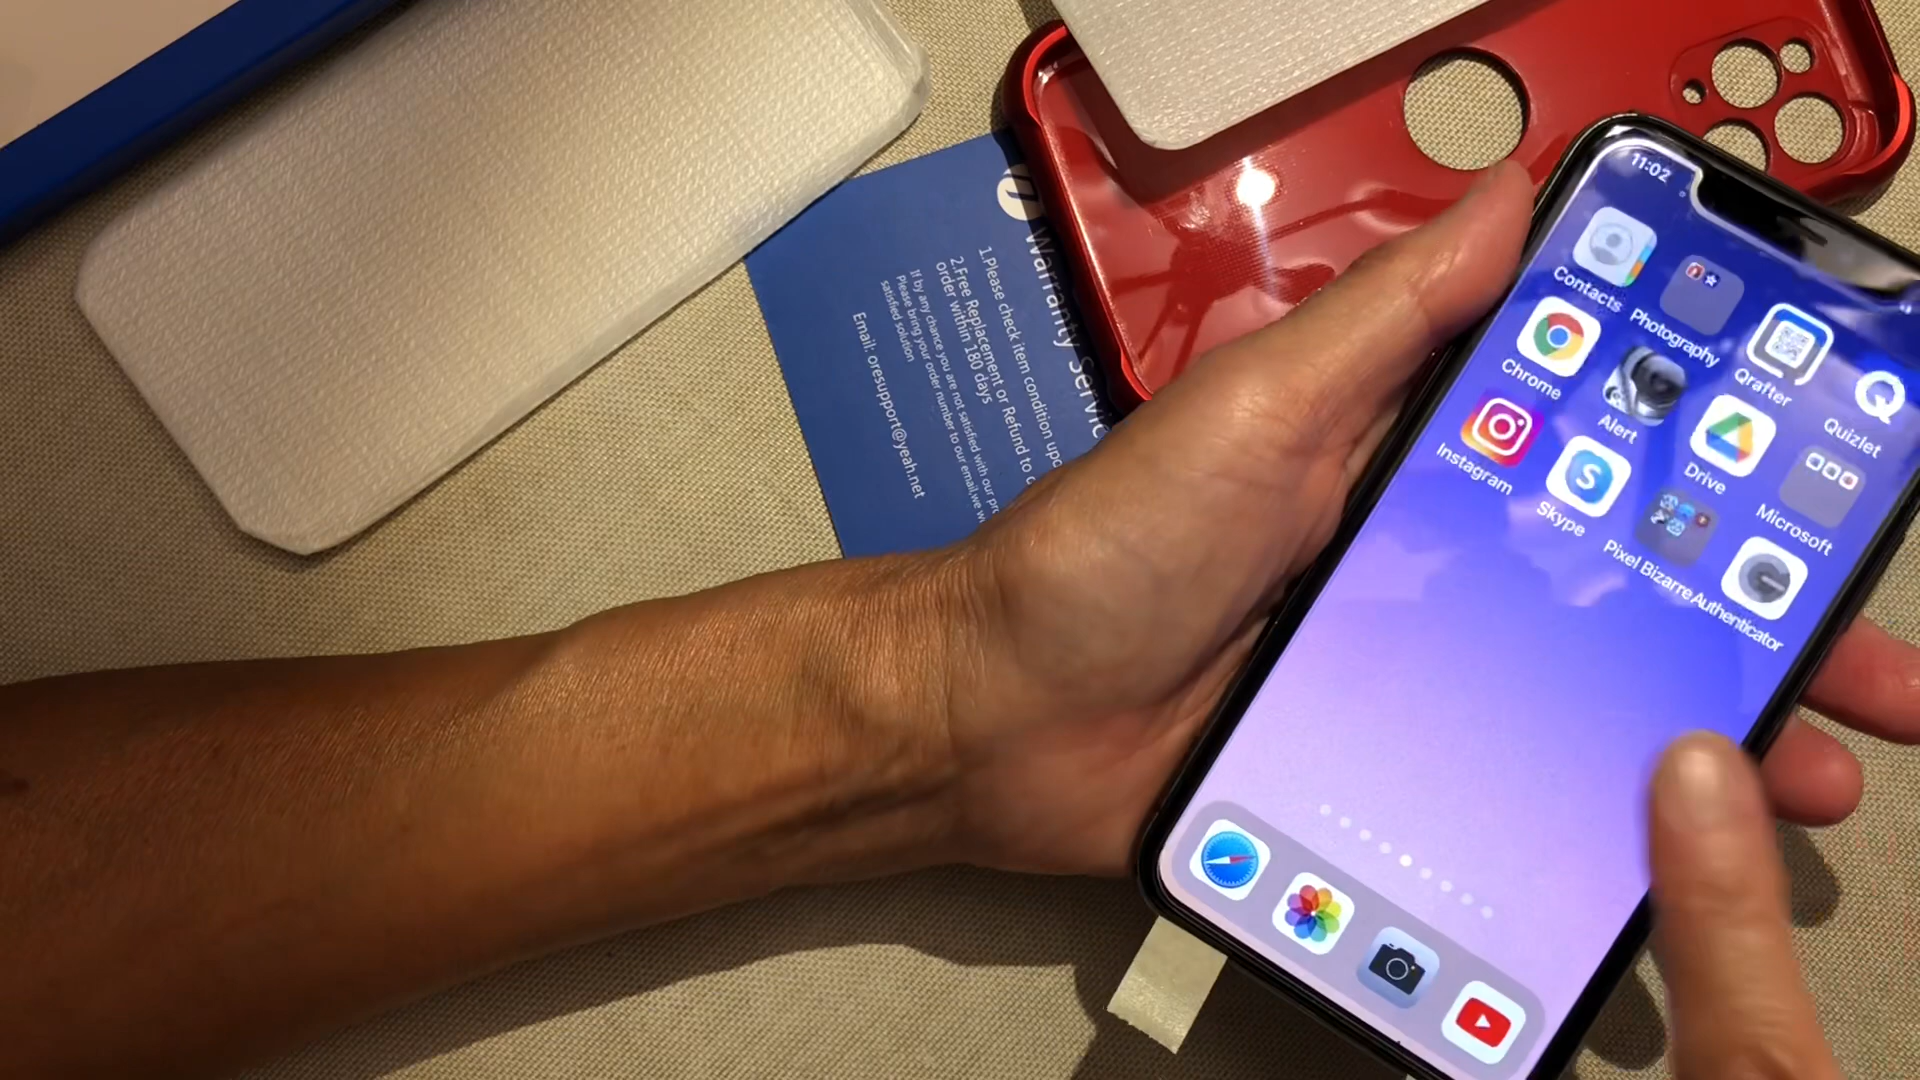 Warranty Servic
1.Please check item condition upo
2.Free Replacement or Refund to
order within 180 days
If by any chance you are not satisfied with our pro
Please bring your order number to our email,we w
satisfied solution
Email: oresupport@yeah.net
11:02
Contacts
Photography
Qrafter
Quizlet
Chrome
Alert
Drive
Microsoft
Instagram
Skype
Pixel Bizarre
Authenticator